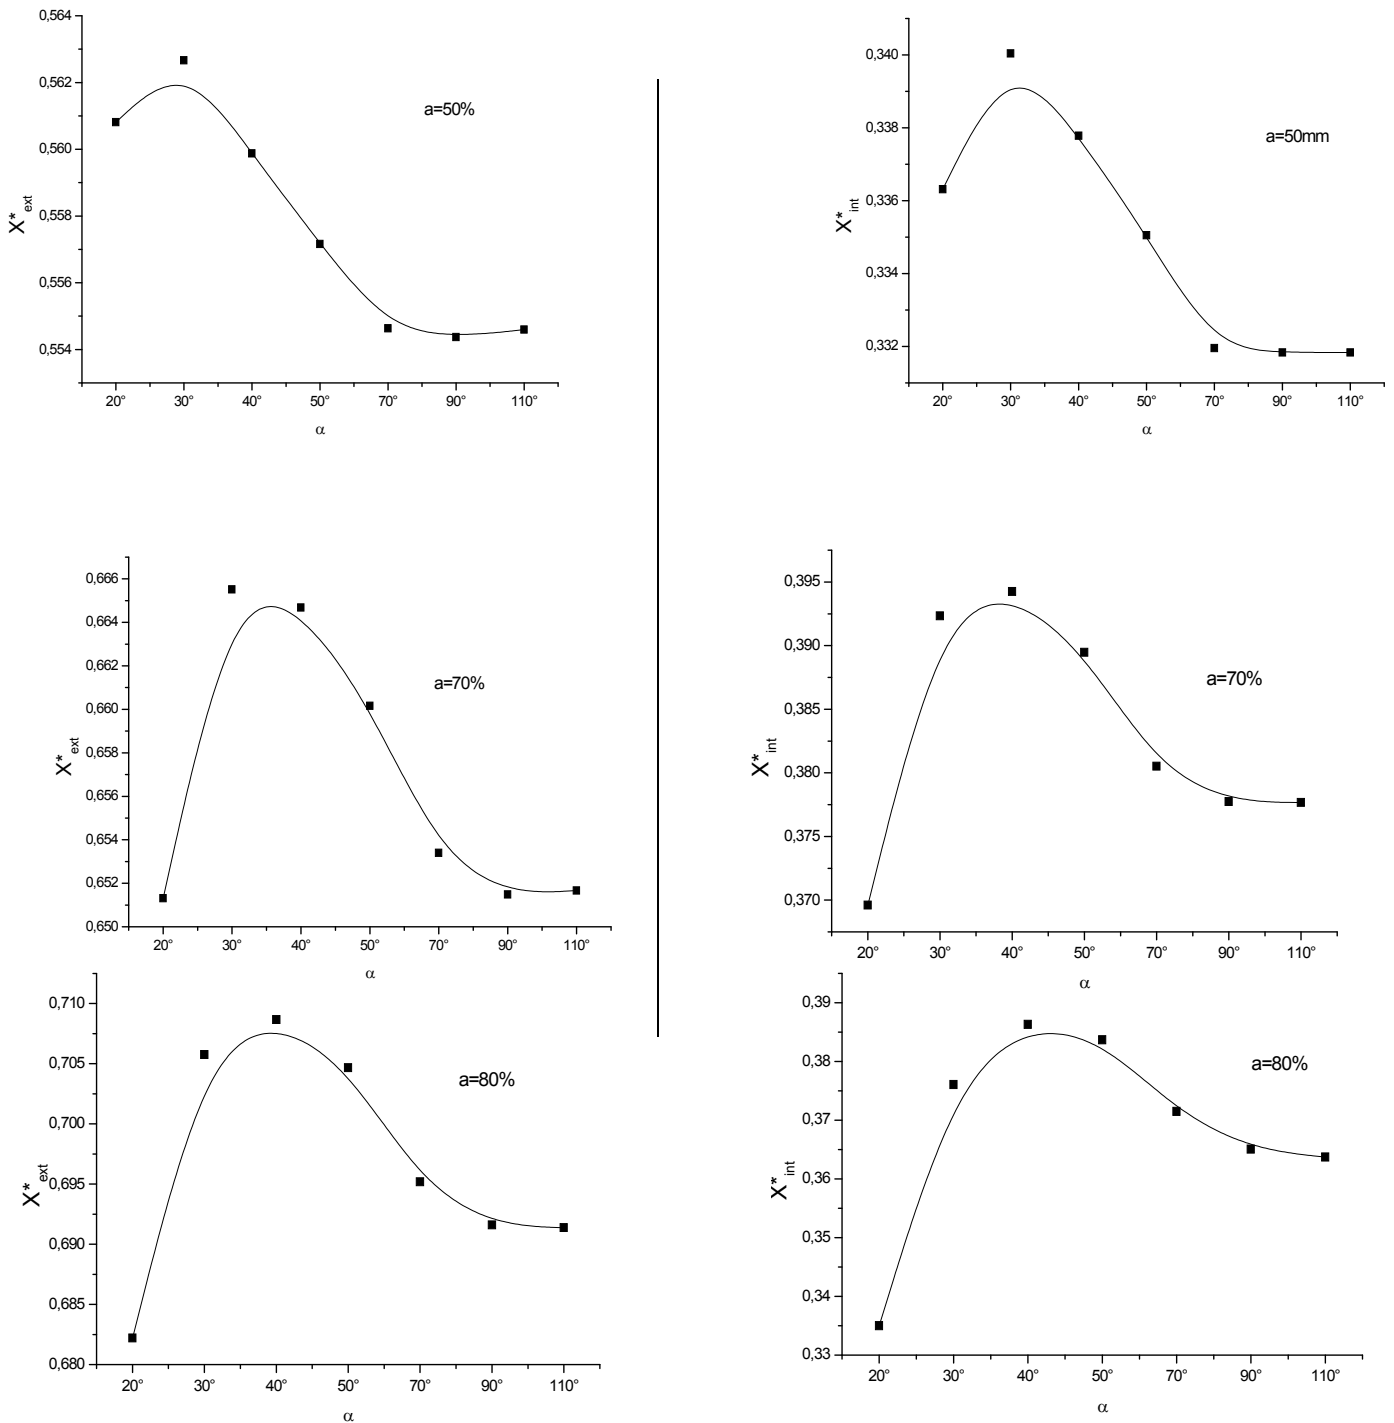 0,564
0,562
0,560
0,558
0,556
0,554
X*ext
a=50%
20° 30° 40° 50° 70° 90° 110°
α
0,340
0,338
0,336
0,334
0,332
X*int
a=50mm
20° 30° 40° 50° 70° 90° 110°
α
0,666
0,664
0,662
0,660
0,658
0,656
0,654
0,652
0,650
X*ext
a=70%
20° 30° 40° 50° 70° 90° 110°
α
0,395
0,390
0,385
0,380
0,375
0,370
X*int
a=70%
20° 30° 40° 50° 70° 90° 110°
α
0,710
0,705
0,700
0,695
0,690
0,685
0,680
X*ext
a=80%
20° 30° 40° 50° 70° 90° 110°
α
0,39
0,38
0,37
0,36
0,35
0,34
0,33
X*int
a=80%
20° 30° 40° 50° 70° 90° 110°
α